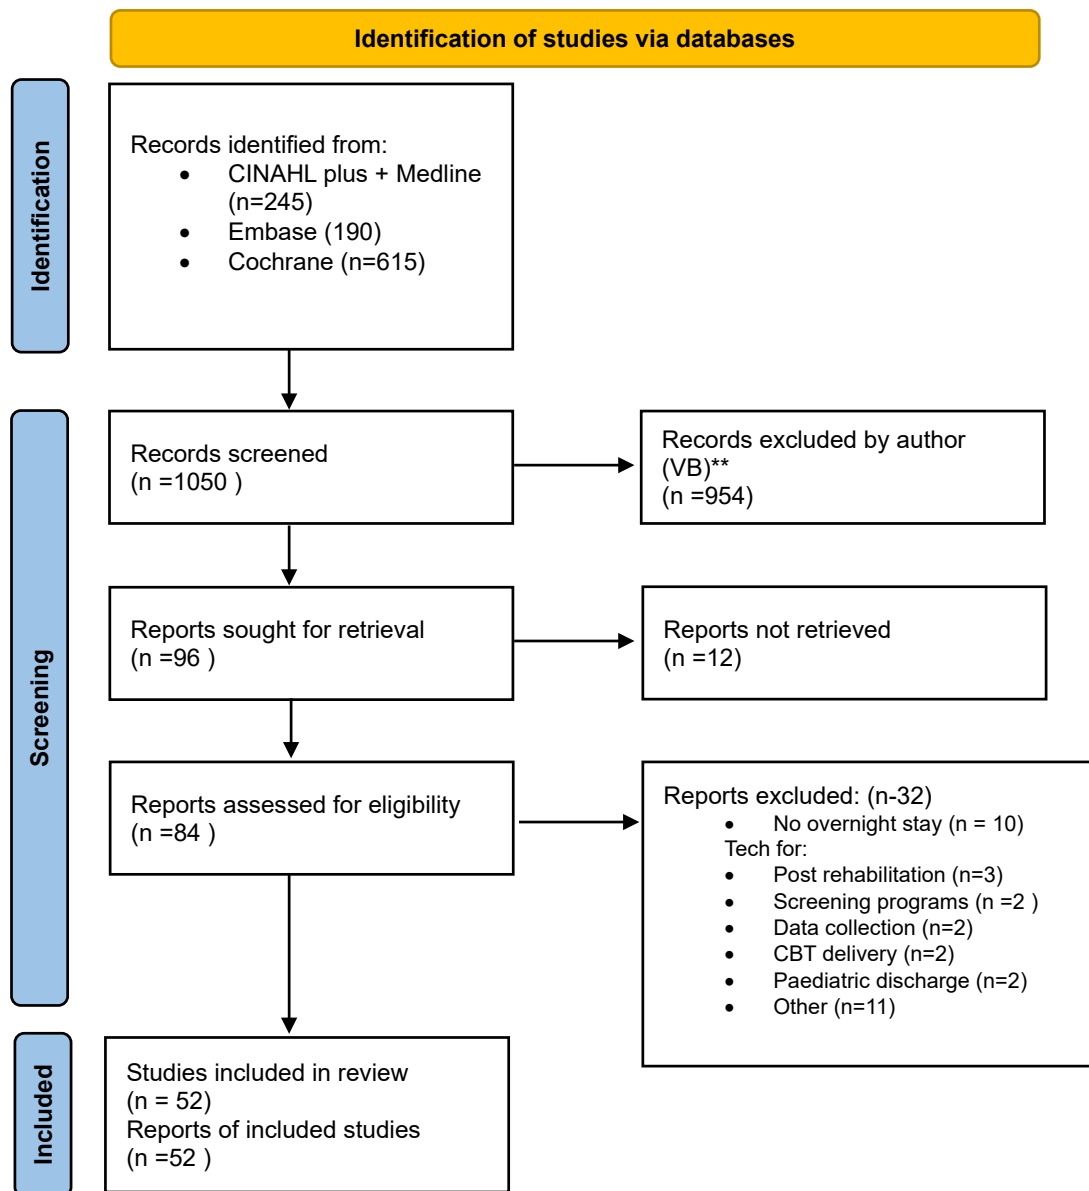 Identification of studies via databases
Identification
Records identified from:
• CINAHL plus + Medline
(n=245)
• Embase (190)
• Cochrane (n=615)
Screening
Records screened
(n =1050 )
Records excluded by author
(VB)**
(n =954)
Reports sought for retrieval
(n =96 )
Reports not retrieved
(n =12)
Reports assessed for eligibility
(n =84 )
Reports excluded: (n-32)
• No overnight stay (n = 10)
Tech for:
• Post rehabilitation (n=3)
• Screening programs (n =2 )
• Data collection (n=2)
• CBT delivery (n=2)
• Paediatric discharge (n=2)
• Other (n=11)
Included
Studies included in review
(n = 52)
Reports of included studies
(n =52 )